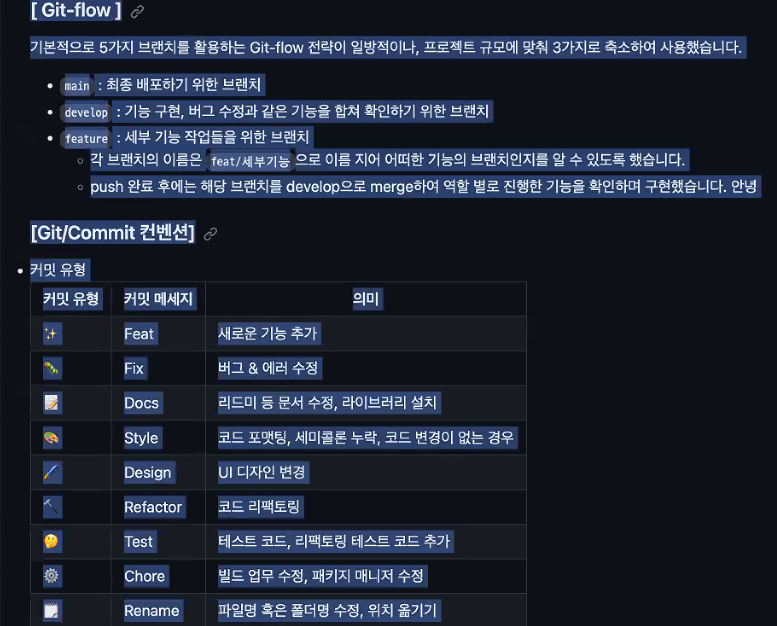 [ Git-flow ]
기본적으로 5가지 브랜치를 활용하는 Git-flow 전략이 일방적이나, 프로젝트 규모에 맞춰 3가지로 축소하여 사용했습니다.
main : 최종 배포하기 위한 브랜치
develop : 기능 구현, 버그 수정과 같은 기능을 합쳐 확인하기 위한 브랜치
feature : 세부 기능 작업들을 위한 브랜치
각 브랜치의 이름은 feat/세부기능 으로 이름 지어 어떠한 기능의 브랜치인지를 알 수 있도록 했습니다.
push 완료 후에는 해당 브랜치를 develop으로 merge하여 역할 별로 진행한 기능을 확인하며 구현했습니다. 안녕
[Git/Commit 컨벤션]
커밋 유형
커밋 유형 커밋 메세지 의미
✨ Feat 새로운 기능 추가
🐛 Fix 버그 & 에러 수정
📝 Docs 리드미 등 문서 수정, 라이브러리 설치
🎨 Style 코드 포맷팅, 세미콜론 누락, 코드 변경이 없는 경우
🖌️ Design UI 디자인 변경
🔨 Refactor 코드 리팩토링
🤔 Test 테스트 코드, 리팩토링 테스트 코드 추가
⚙️ Chore 빌드 업무 수정, 패키지 매니저 수정
🗒️ Rename 파일명 혹은 폴더명 수정, 위치 옮기기